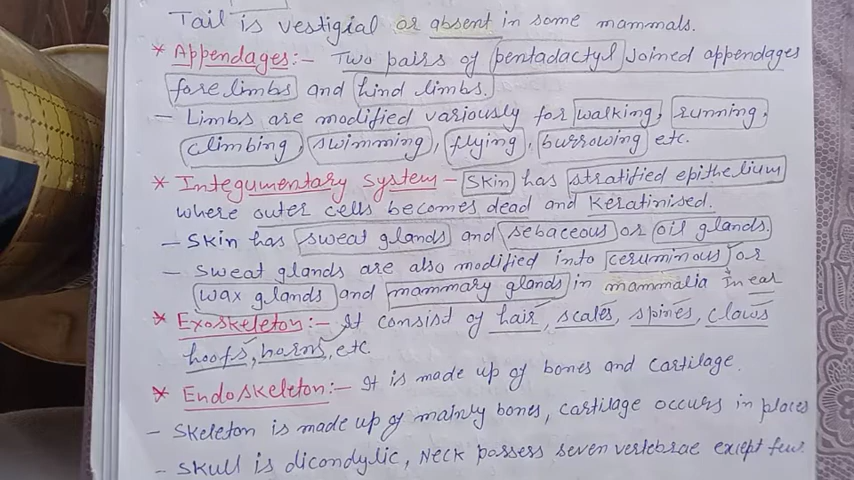 Tail is vestigial or absent in some mammals.
* Appendages:- Two pairs of pentadactyl joined appendages
fore limbs and hind limbs.
- Limbs are modified variously for walking, running,
climbing, swimming, flying, burrowing etc.
* Integumentary system - Skin has stratified epithelium
where outer cells becomes dead and keratinised.
- Skin has sweat glands and sebaceous or oil glands.
- Sweat glands are also modified into ceruminous or
wax glands and mammary glands in mammalia in ear
* Exoskeleton:- It consist of hair, scales, spines, claws
hoofs, horns, etc.
* Endoskeleton:- It is made up of bones and cartilage.
- Skeleton is made up of mainly bones, cartilage occurs in places
- Skull is dicondylic, Neck possess seven vertebrae except few.